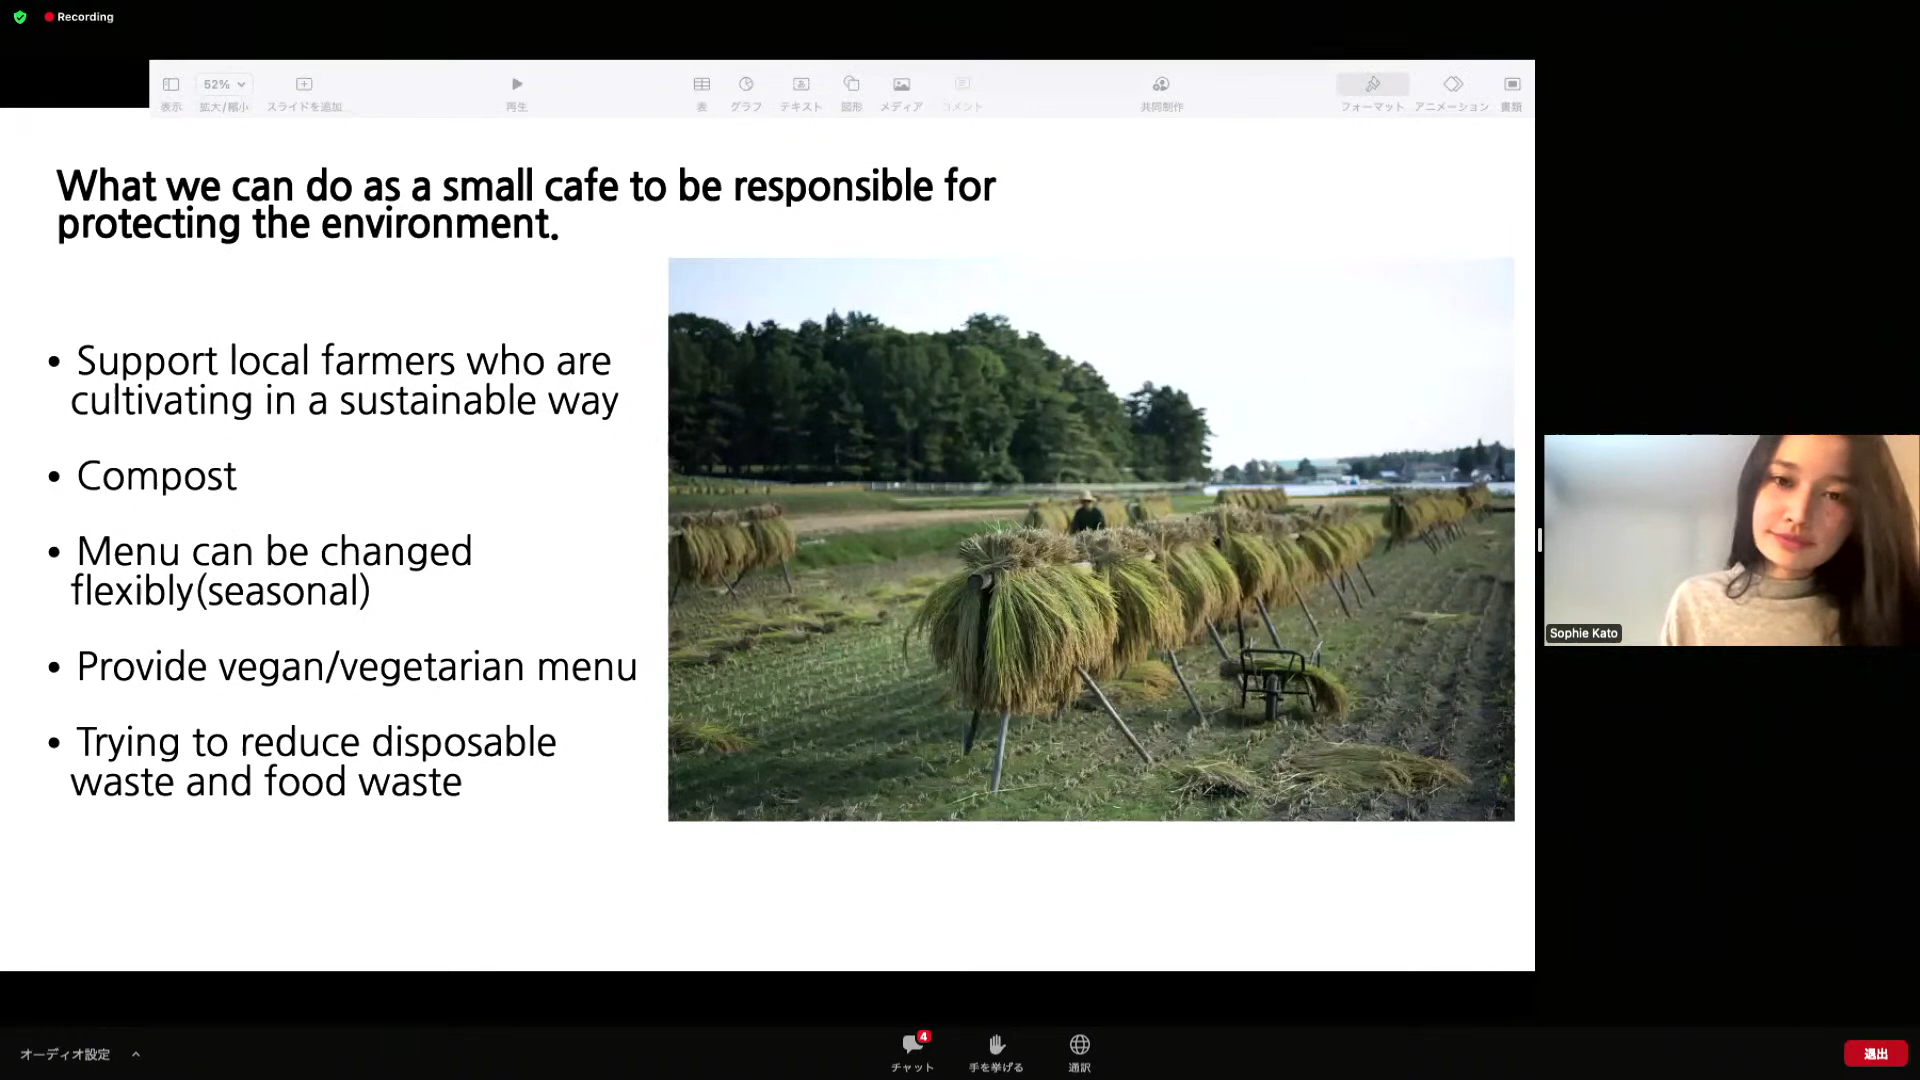 Recording
52%
表示
拡大/縮小
スライドを追加
再生
表
グラフ
テキスト
図形
メディア
コメント
共同制作
フォーマット
アニメーション
書類
What we can do as a small cafe to be responsible for
protecting the environment.
• Support local farmers who are
cultivating in a sustainable way
• Compost
• Menu can be changed
flexibly(seasonal)
• Provide vegan/vegetarian menu
• Trying to reduce disposable
waste and food waste
Sophie Kato
オーディオ設定
4
チャット
手を挙げる
通訳
退出